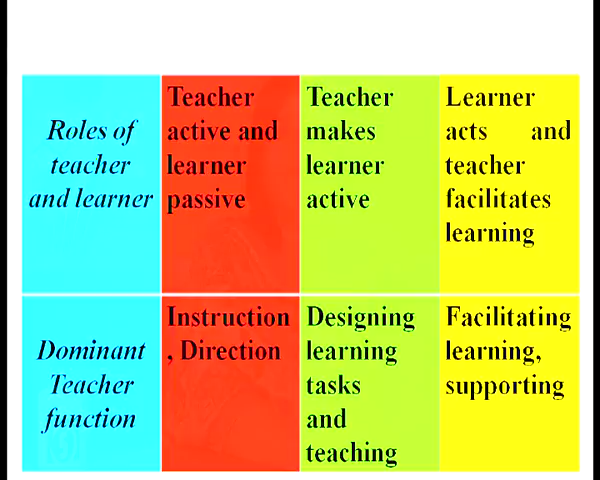 Roles of
teacher
and learner
Teacher
active and
learner
passive
Teacher
makes
learner
active
Learner
acts and
teacher
facilitates
learning
Dominant
Teacher
function
Instruction
, Direction
Designing
learning
tasks
and
teaching
Facilitating
learning,
supporting